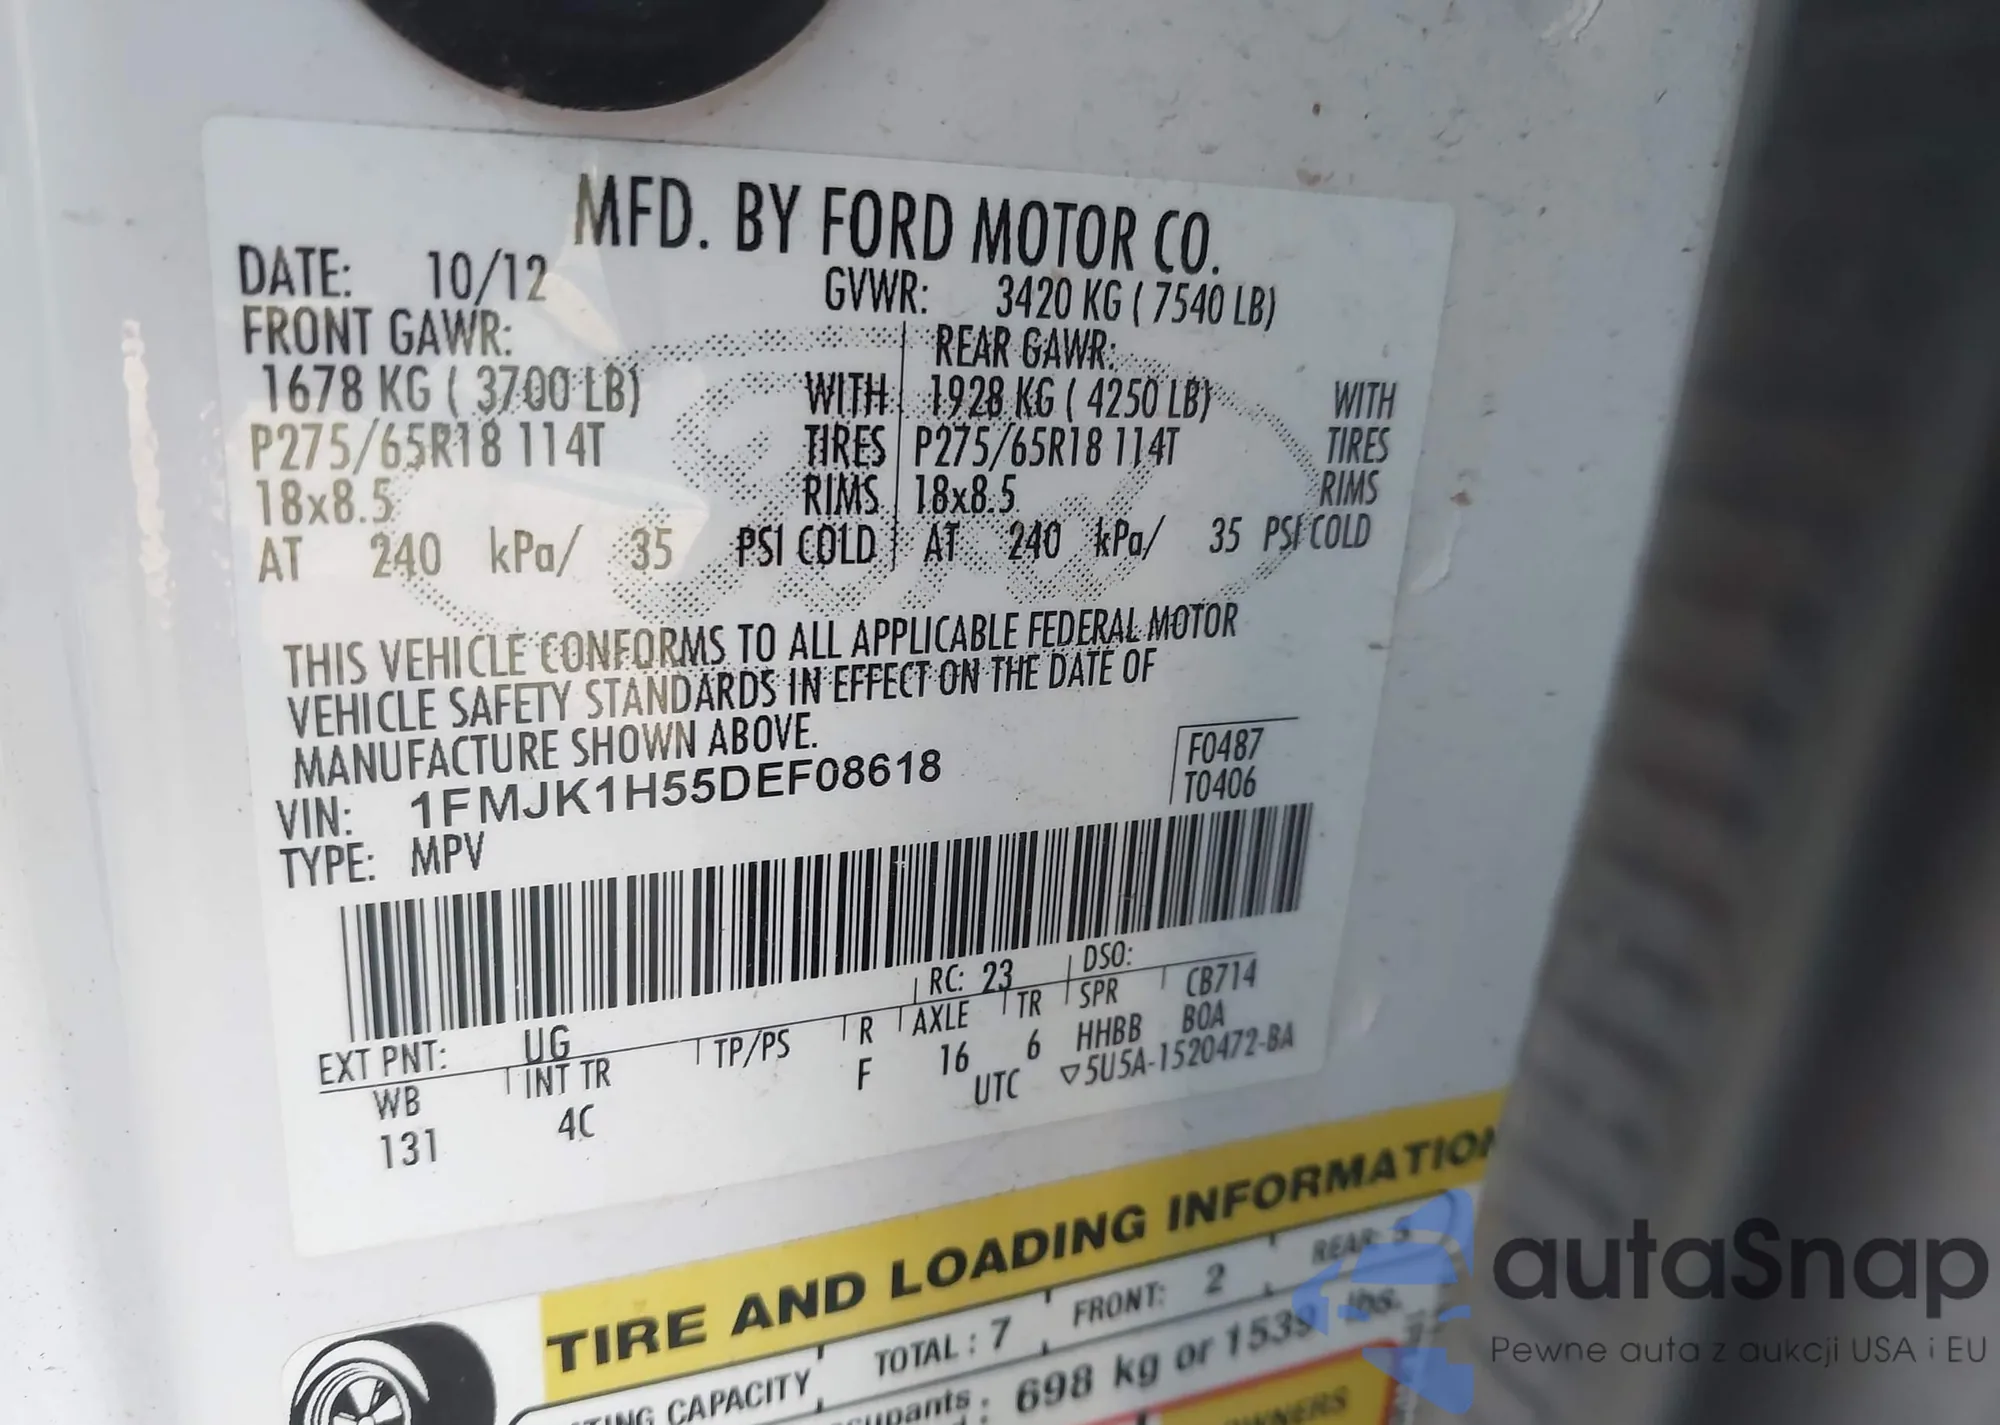 MFD. BY FORD MOTOR CO.
DATE: 10/12 GVWR: 3420 KG ( 7540 LB)
FRONT GAWR: REAR GAWR:
1678 KG ( 3700 LB) WITH 1928 KG ( 4250 LB) WITH
P275/65R18 114T TIRES P275/65R18 114T TIRES
18x8.5 RIMS 18x8.5 RIMS
AT 240 kPa/ 35 PSI COLD AT 240 kPa/ 35 PSI COLD
THIS VEHICLE CONFORMS TO ALL APPLICABLE FEDERAL MOTOR
VEHICLE SAFETY STANDARDS IN EFFECT ON THE DATE OF
MANUFACTURE SHOWN ABOVE.
VIN: 1FMJK1H55DEF08618 F0487
TYPE: MPV T0406
EXT PNT: UG RC: 23 DSO:
WB INT TR TP/PS R AXLE TR SPR CB714
131 4C F 16 6 HHBB BOA
UTC ▽5U5A-1520472-BA
TIRE AND LOADING INFORMATION
CAPACITY TOTAL : 7 FRONT: 2 REAR: 5
698 kg or 1539 lbs.
autaSnap
Pewne auta z aukcji USA i EU